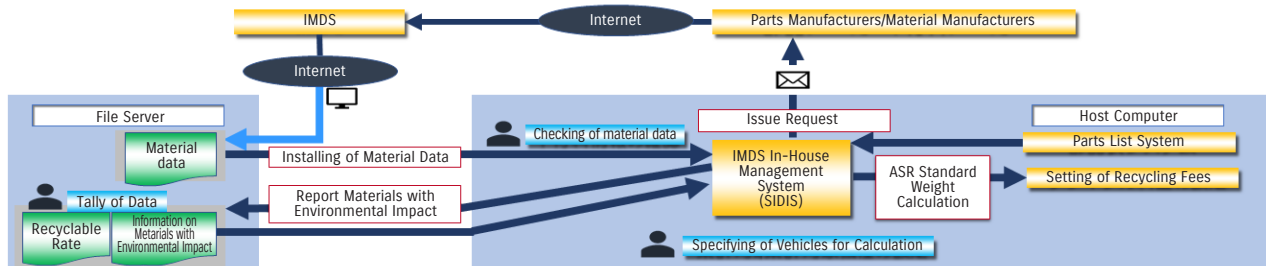 IMDS
Internet
Parts Manufacturers/Material Manufacturers
Internet
File Server
Material
data
Installing of Material Data
Checking of material data
Issue Request
Host Computer
Parts List System
IMDS In-House
Management
System
(SIDIS)
ASR Standard
Weight
Calculation
Setting of Recycling Fees
Tally of Data
Report Materials with
Environmental Impact
Recyclable
Rate
Information on
Metarials with
Environmental Impact
Specifying of Vehicles for Calculation